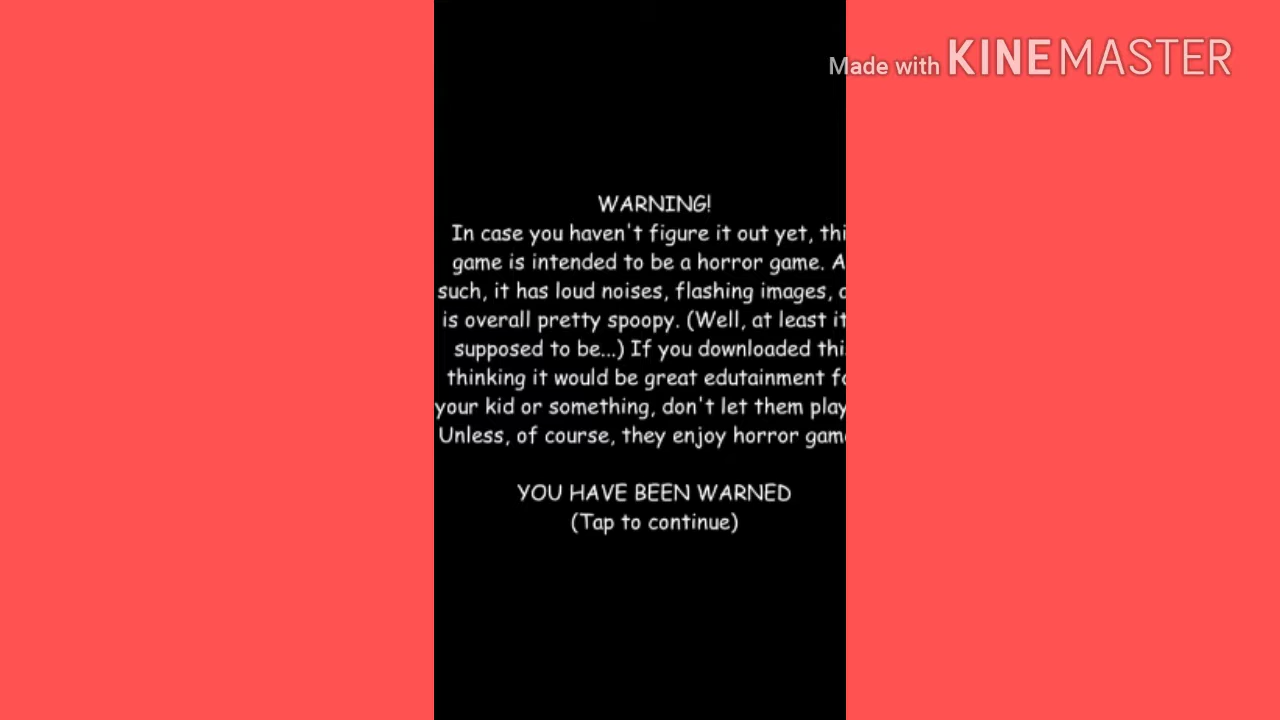 Made with KINEMASTER
WARNING!
In case you haven't figure it out yet, thi
game is intended to be a horror game. A
such, it has loud noises, flashing images,
is overall pretty spoopy. (Well, at least it
supposed to be...) If you downloaded thi
thinking it would be great edutainment fo
your kid or something, don't let them play
Unless, of course, they enjoy horror gam
YOU HAVE BEEN WARNED
(Tap to continue)